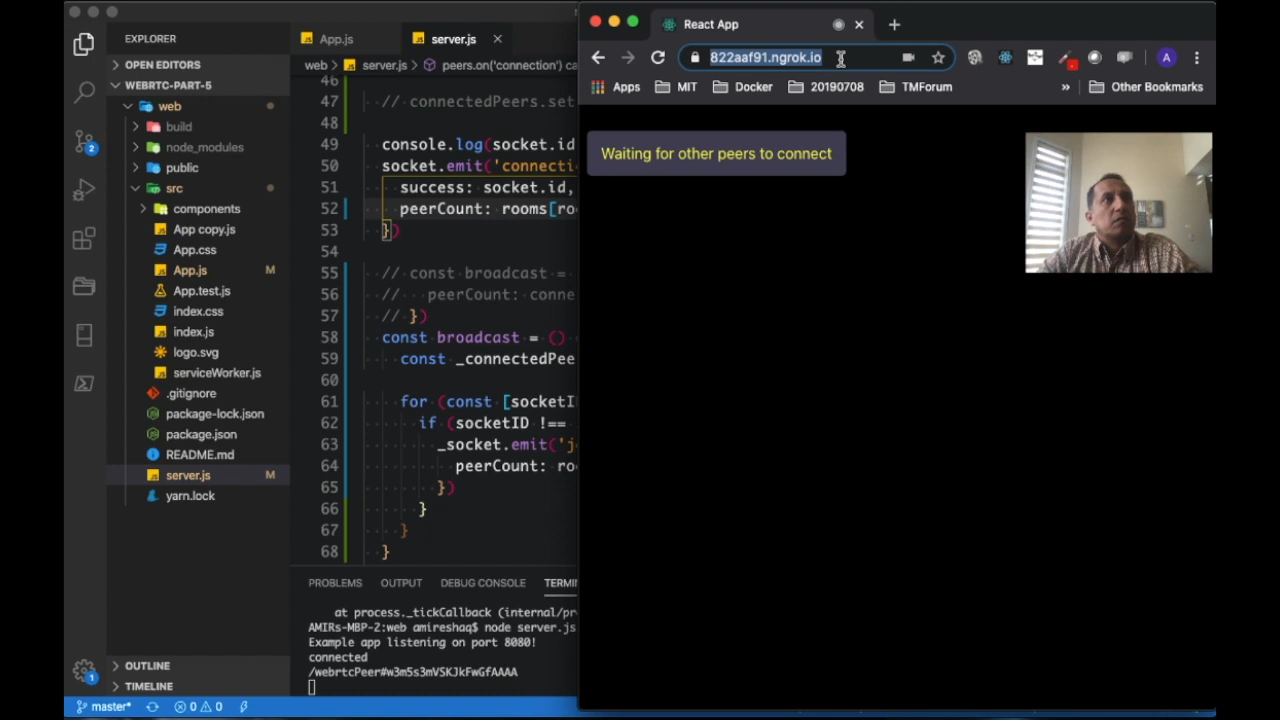 EXPLORER
OPEN EDITORS
WEBRTC-PART-5
web
build
node_modules
public
src
components
App copy.js
App.css
App.js M
App.test.js
index.css
index.js
logo.svg
serviceWorker.js
.gitignore
package-lock.json
package.json
README.md
server.js M
yarn.lock
OUTLINE
TIMELINE
2
1
App.js
server.js
web > server.js > peers.on('connection') ca
46
47 // connectedPeers.set
48
49 console.log(socket.id
50 socket.emit('connecti
51 success: socket.id,
52 peerCount: rooms[ro
53 })
54
55 // const broadcast =
56 // peerCount: conne
57 // })
58 const broadcast = ()
59 const _connectedPee
60
61 for (const [socketI
62 if (socketID !==
63 _socket.emit('j
64 peerCount: ro
65 })
66 }
67 }
68 }
PROBLEMS OUTPUT DEBUG CONSOLE TERMIN
at process._tickCallback (internal/pr
AMIRs-MBP-2:web amireshaq$ node server.js
Example app listening on port 8080!
connected
/webrtcPeer#w3m5s3mVSKJkFwGfAAAA
master* 0 0
React App
822aaf91.ngrok.io
A
Apps MIT Docker 20190708 TMForum » Other Bookmarks
Waiting for other peers to connect